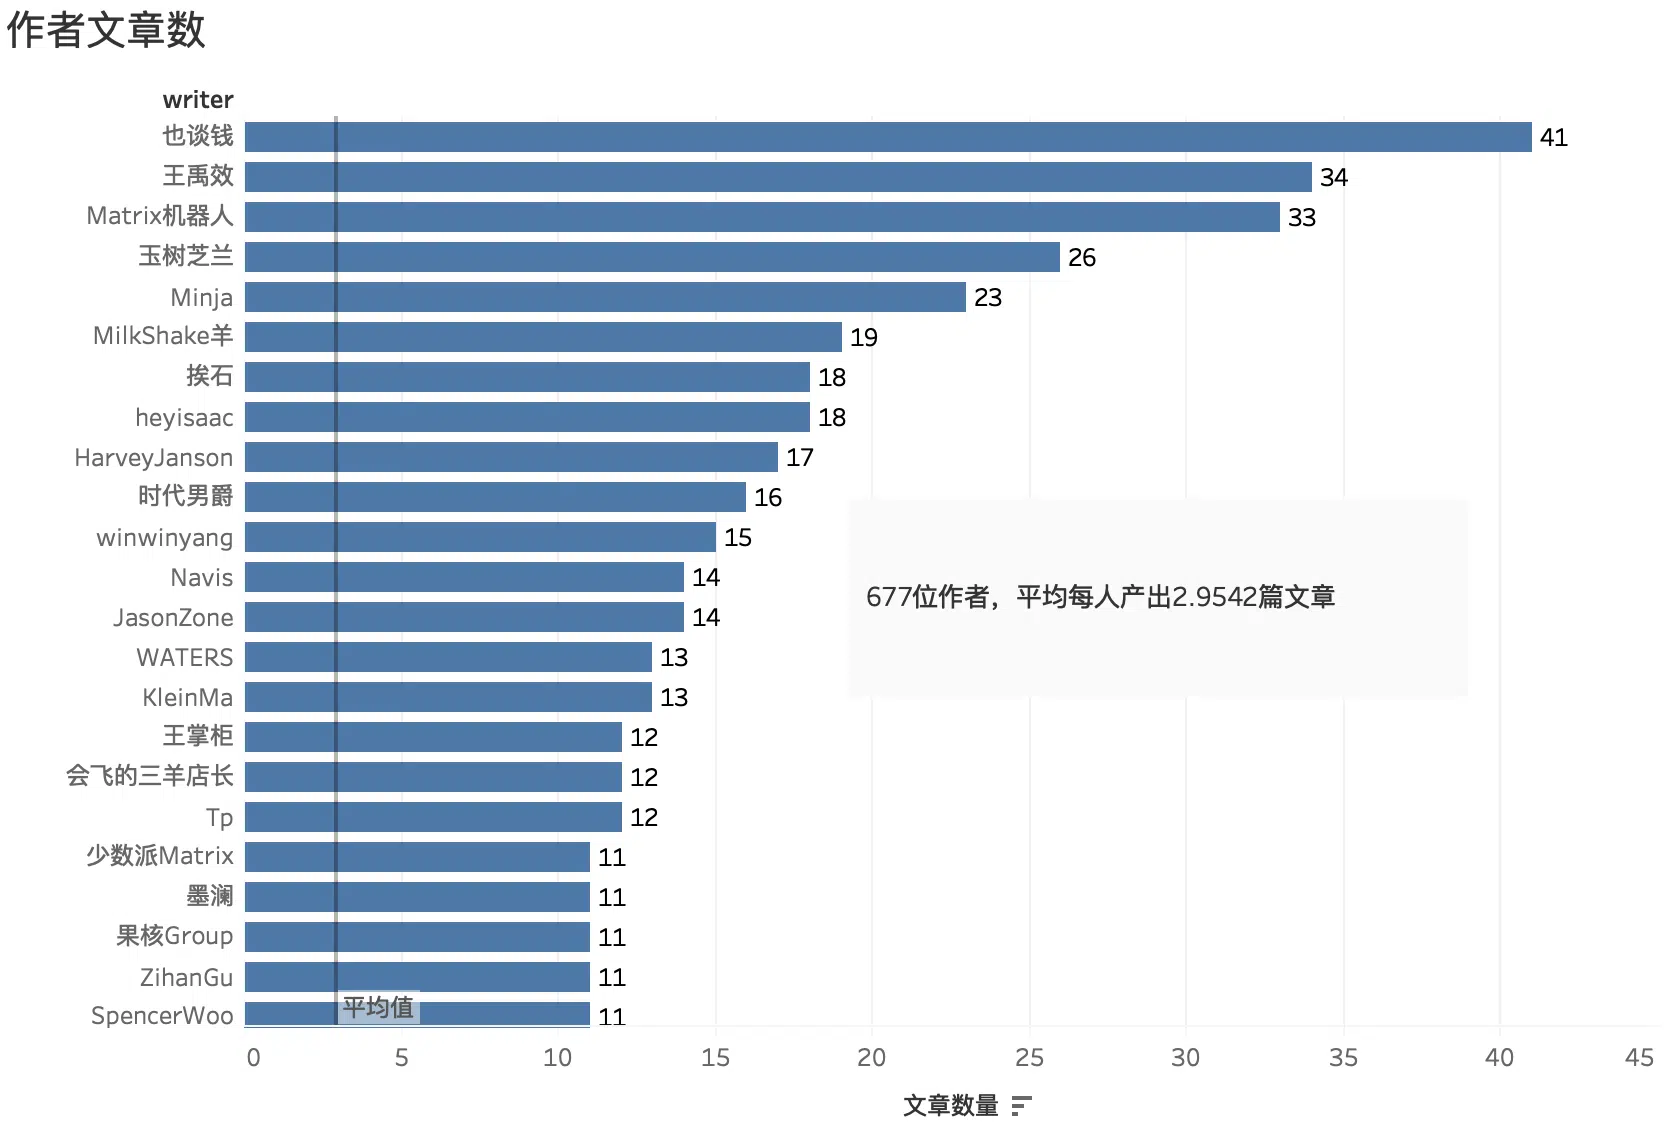 作者文章数
writer
也谈钱 41
王禹效 34
Matrix机器人 33
玉树芝兰 26
Minja 23
MilkShake羊 19
挨石 18
heyisaac 18
HarveyJanson 17
时代男爵 16
winwinyang 15
Navis 14
JasonZone 14
WATERS 13
KleinMa 13
王掌柜 12
会飞的三羊店长 12
Tp 12
少数派Matrix 11
墨澜 11
果核Group 11
ZihanGu 11
SpencerWoo 11
平均值
677位作者，平均每人产出2.9542篇文章
0 5 10 15 20 25 30 35 40 45
文章数量